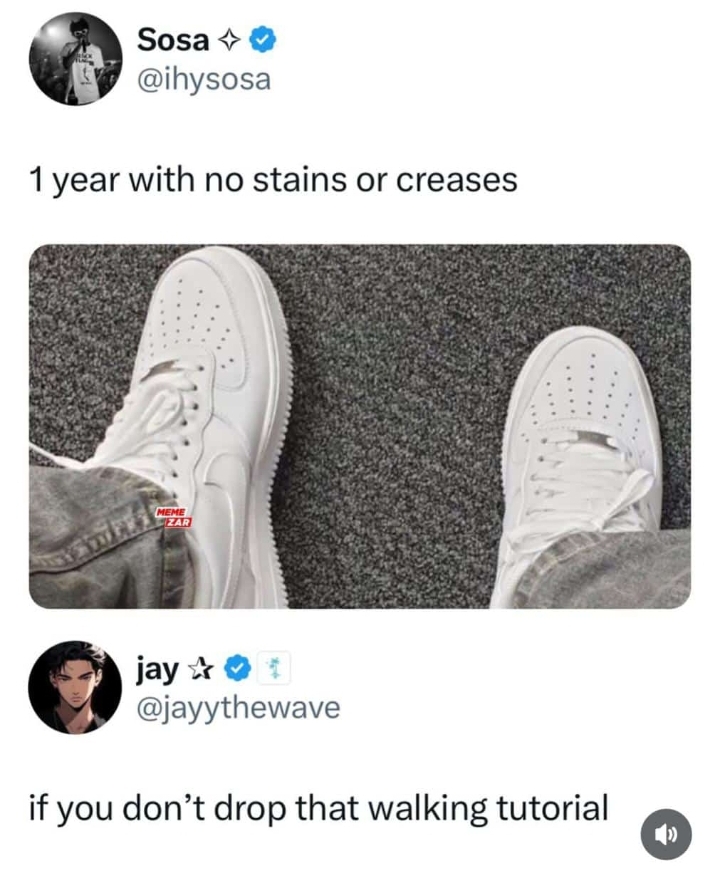 Sosa
@ihysosa
1 year with no stains or creases
MEME
ZAR
jay
@jayythewave
if you don’t drop that walking tutorial